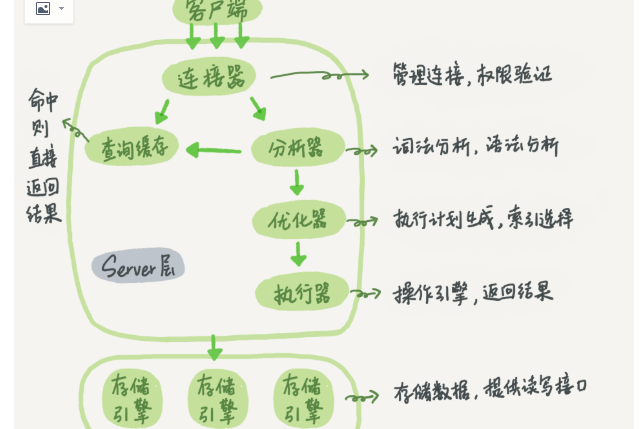 客户端
连接器
管理连接，权限验证
命中
则
直接
返回
结果
查询缓存
分析器
词法分析，语法分析
优化器
执行计划生成，索引选择
Server层
执行器
操作引擎，返回结果
存储
引擎
存储
引擎
存储
引擎
存储数据，提供读写接口